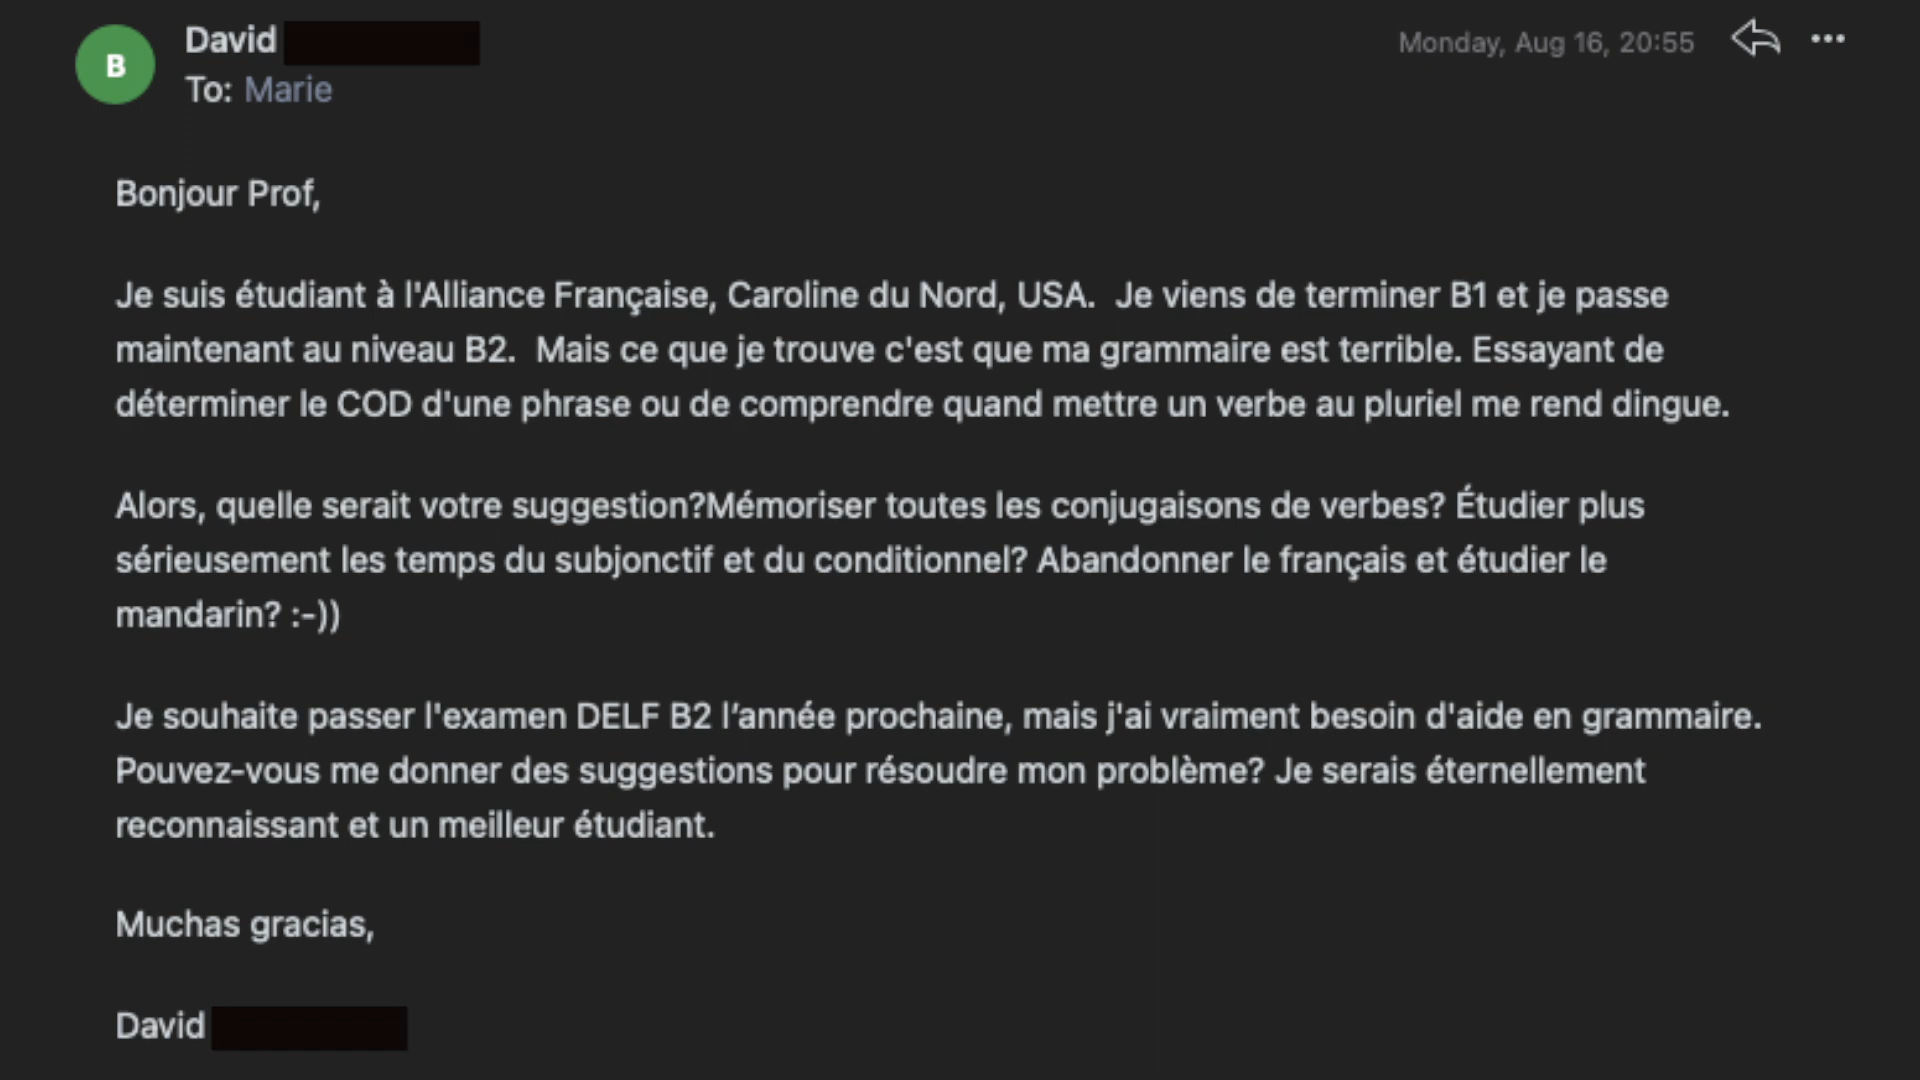 B
David
Monday, Aug 16, 20:55
To: Marie
Bonjour Prof,
Je suis étudiant à l'Alliance Française, Caroline du Nord, USA.  Je viens de terminer B1 et je passe
maintenant au niveau B2.  Mais ce que je trouve c'est que ma grammaire est terrible. Essayant de
déterminer le COD d'une phrase ou de comprendre quand mettre un verbe au pluriel me rend dingue.
Alors, quelle serait votre suggestion?Mémoriser toutes les conjugaisons de verbes? Étudier plus
sérieusement les temps du subjonctif et du conditionnel? Abandonner le français et étudier le
mandarin? :-))
Je souhaite passer l'examen DELF B2 l’année prochaine, mais j'ai vraiment besoin d'aide en grammaire.
Pouvez-vous me donner des suggestions pour résoudre mon problème? Je serais éternellement
reconnaissant et un meilleur étudiant.
Muchas gracias,
David